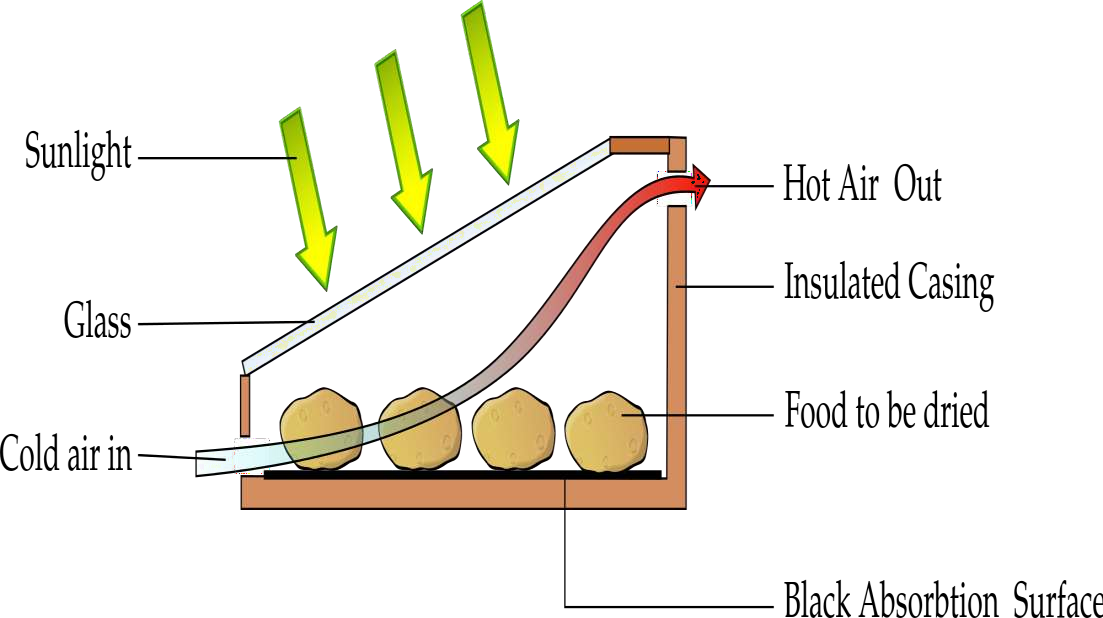 Sunlight
Hot Air Out
Insulated Casing
Glass
Food to be dried
Cold air in
Black Absorbtion Surface